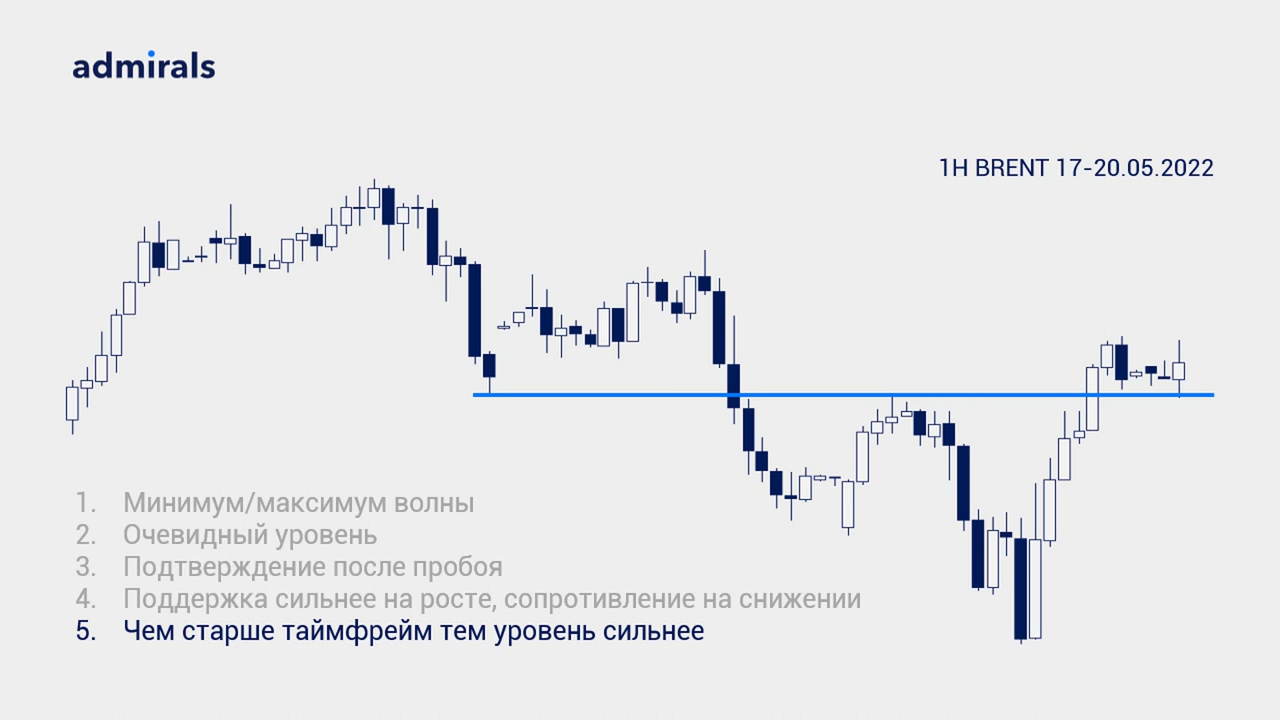 admirals
1H BRENT 17-20.05.2022
1. Минимум/максимум волны
2. Очевидный уровень
3. Подтверждение после пробоя
4. Поддержка сильнее на росте, сопротивление на снижении
5. Чем старше таймфрейм тем уровень сильнее